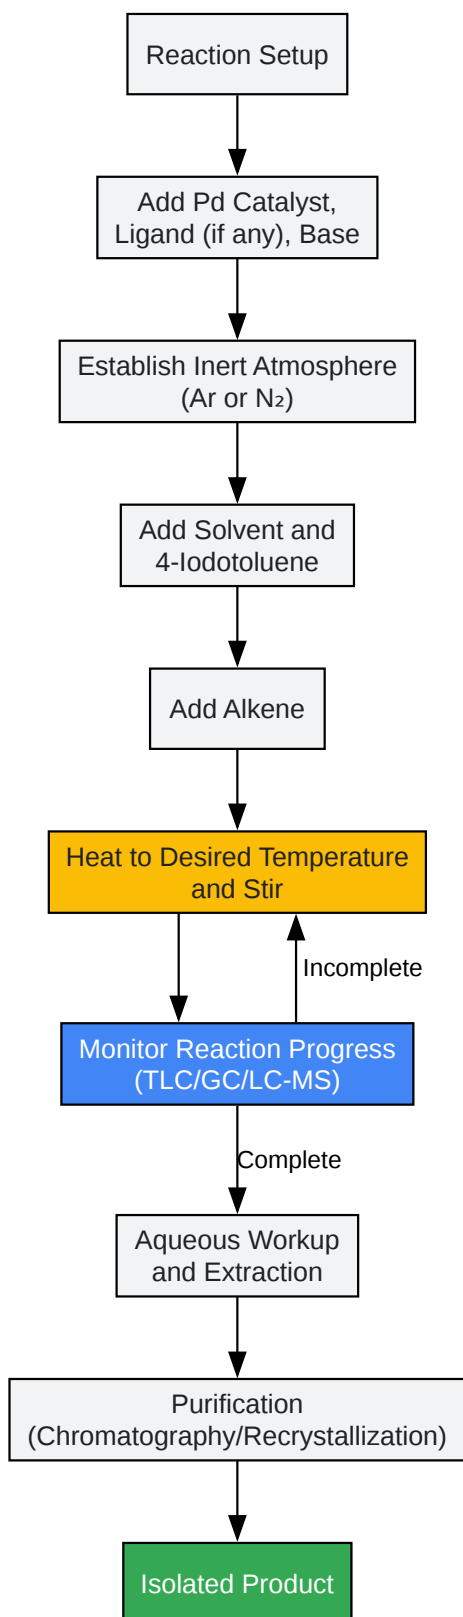 Reaction Setup
Add Pd Catalyst,
Ligand (if any), Base
Establish Inert Atmosphere
(Ar or N₂)
Add Solvent and
4-Iodotoluene
Add Alkene
Heat to Desired Temperature
and Stir
Incomplete
Monitor Reaction Progress
(TLC/GC/LC-MS)
Complete
Aqueous Workup
and Extraction
Purification
(Chromatography/Recrystallization)
Isolated Product